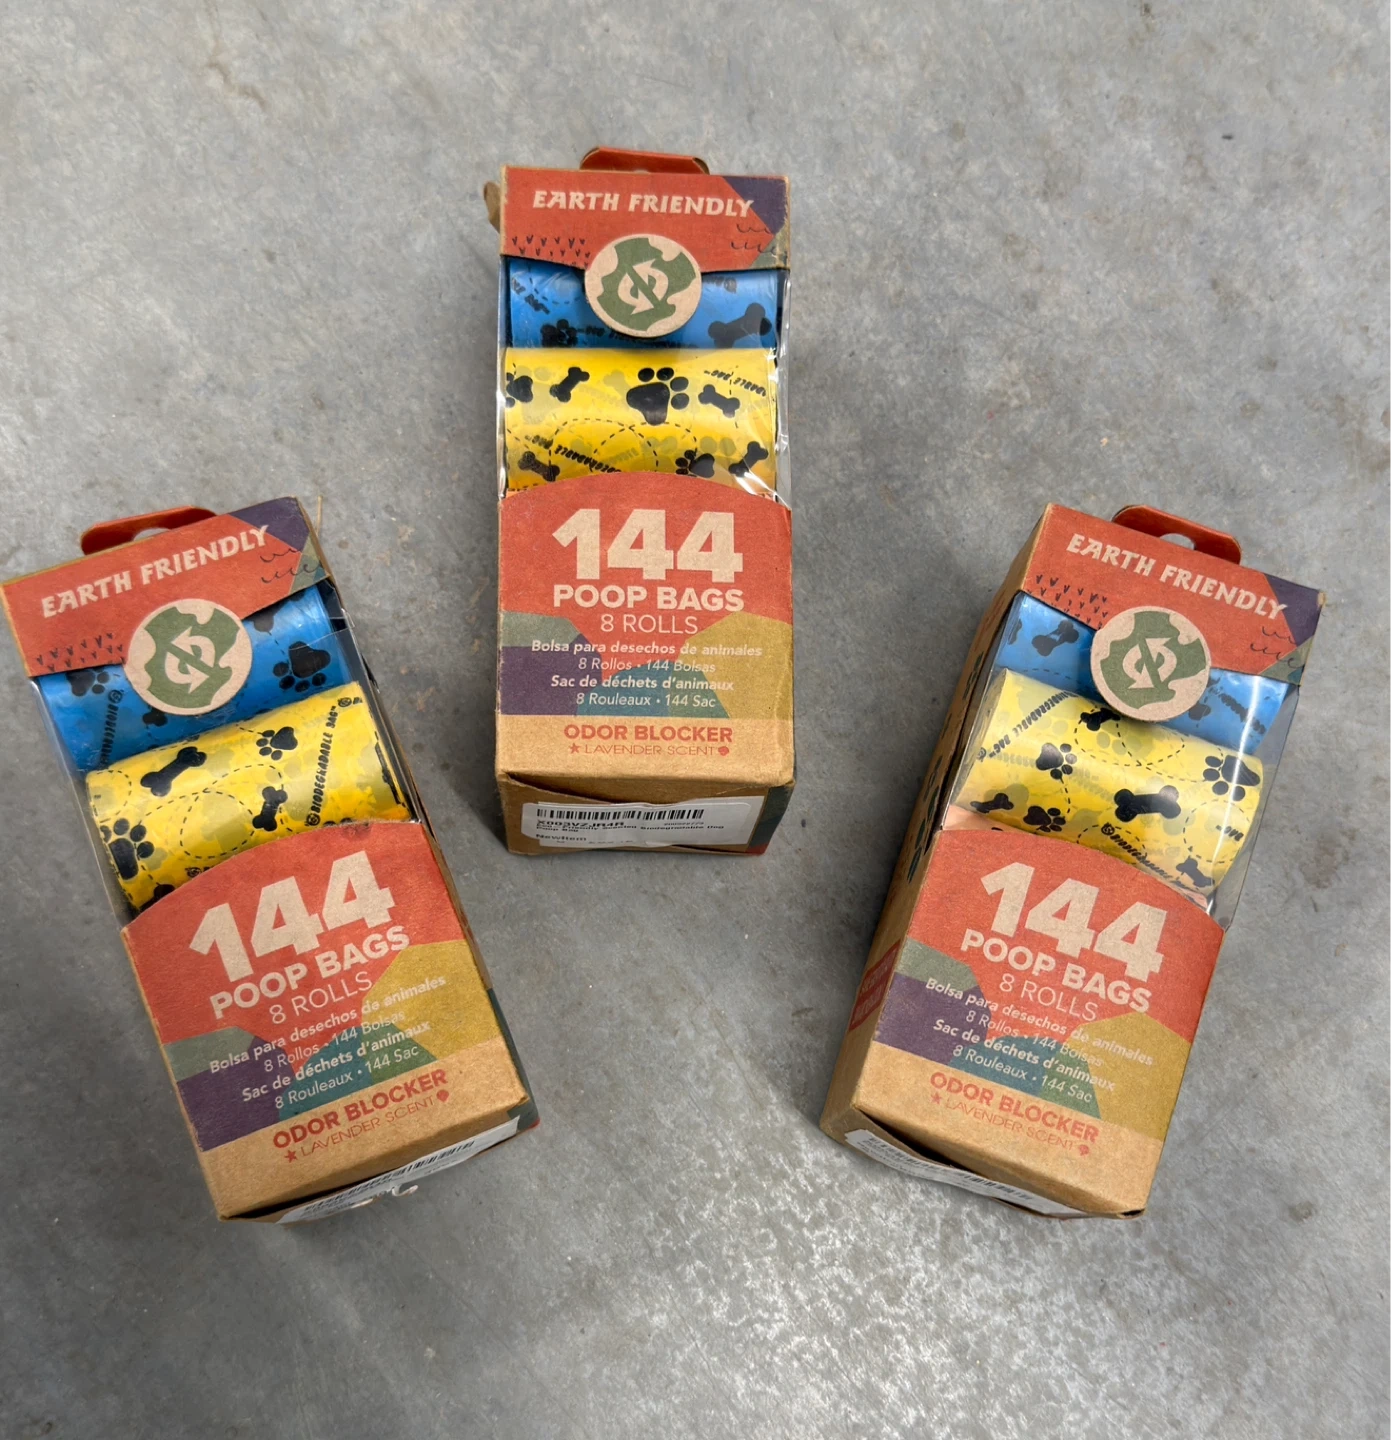 EARTH FRIENDLY
144
POOP BAGS
8 ROLLS
Bolsa para desechos de animales
8 Rollos • 144 Bolsas
Sac de déchets d'animaux
8 Rouleaux • 144 Sac
ODOR BLOCKER
LAVENDER SCENT
X003VZJR4R
EARTH FRIENDLY
BIODEGRADABLE BAG
144
POOP BAGS
8 ROLLS
Bolsa para desechos de animales
8 Rollos • 144 Bolsas
Sac de déchets d'animaux
8 Rouleaux • 144 Sac
ODOR BLOCKER
LAVENDER SCENT
EARTH FRIENDLY
144
POOP BAGS
8 ROLLS
Bolsa para desechos de animales
8 Rollos • 144 Bolsas
Sac de déchets d'animaux
8 Rouleaux • 144 Sac
ODOR BLOCKER
LAVENDER SCENT